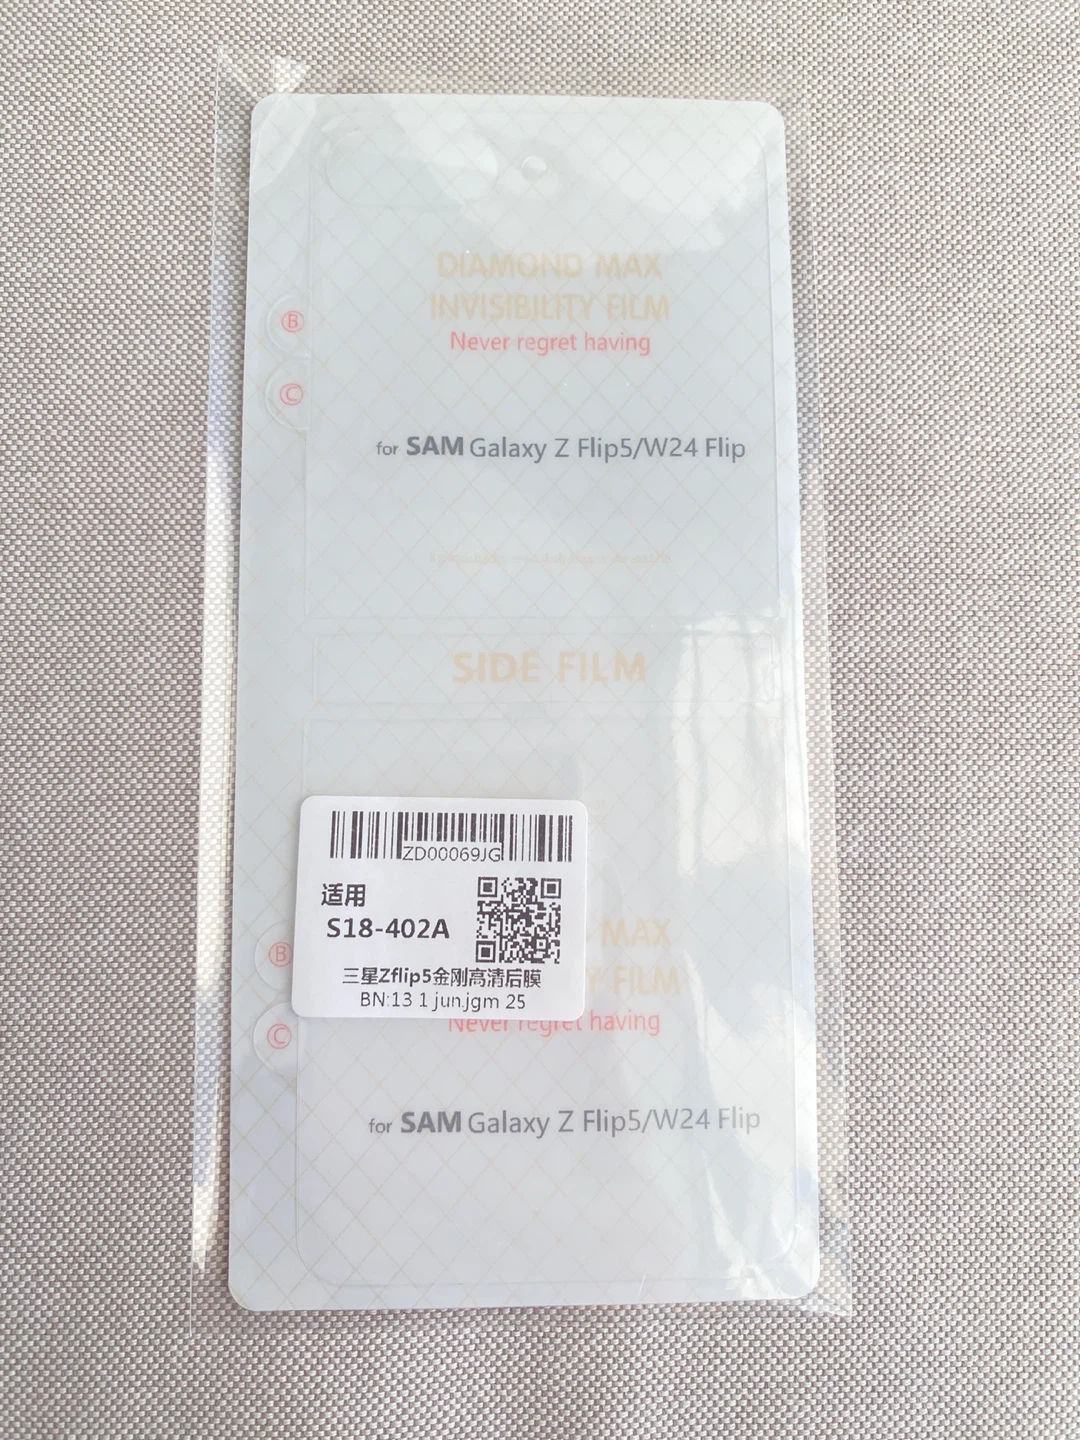 DIAMOND MAX
INVISIBILITY FILM
Never regret having
B
C
for SAM Galaxy Z Flip5/W24 Flip
SIDE FILM
ZD00069JG
适用
S18-402A
三星Zflip5金刚高清后膜
BN:13 1 jun.jgm 25
MAX
Y FILM
B
C
Never regret having
for SAM Galaxy Z Flip5/W24 Flip